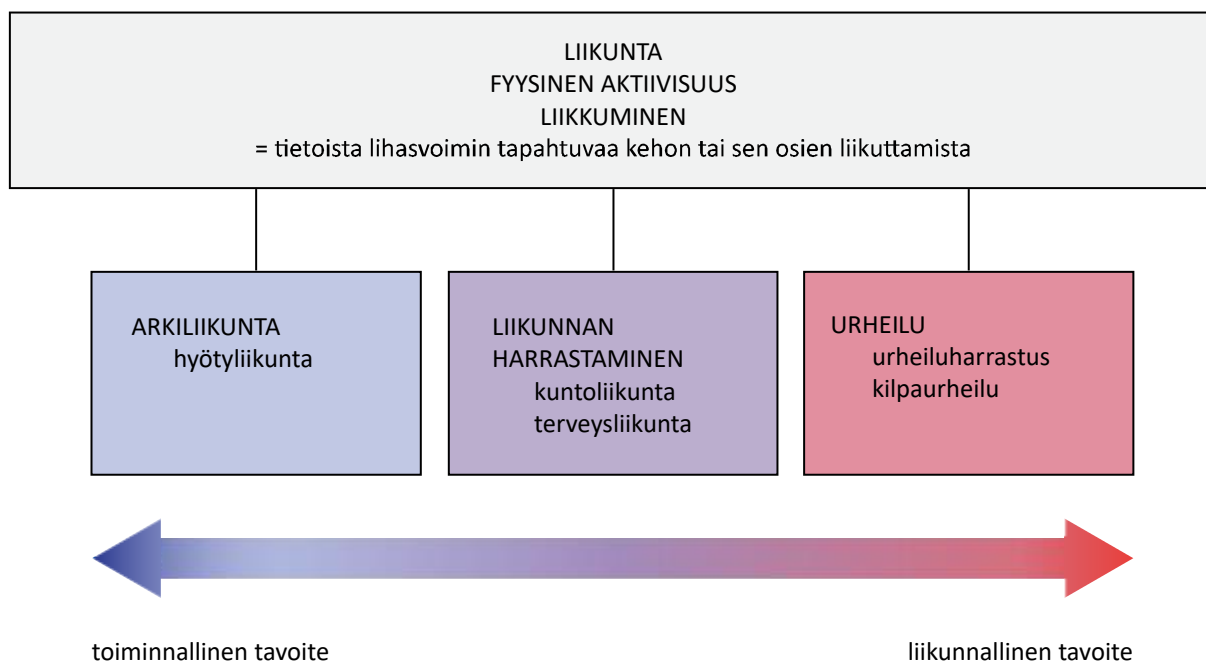 LIIKUNTA
FYYSINEN AKTIIVISUUS
LIIKKUMINEN
= tietoista lihasvoimin tapahtuvaa kehon tai sen osien liikuttamista
ARKILIIKUNTA
hyötyliikunta
LIIKUNNAN
HARRASTAMINEN
kuntoliikunta
terveysliikunta
URHEILU
urheiluharrastus
kilpaurheilu
toiminnallinen tavoite
liikunnallinen tavoite